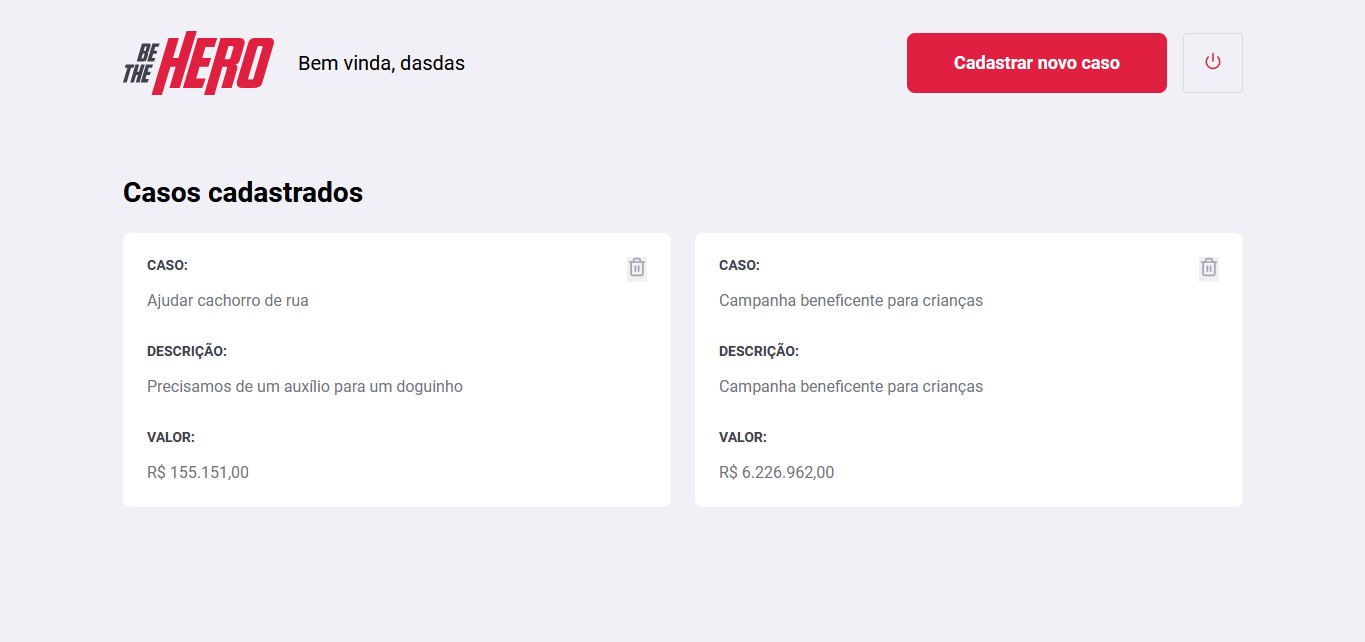 BE THE HERO
Bem vinda, dasdas
Cadastrar novo caso
Casos cadastrados
CASO:
Ajudar cachorro de rua
DESCRIÇÃO:
Precisamos de um auxílio para um doguinho
VALOR:
R$ 155.151,00
CASO:
Campanha beneficente para crianças
DESCRIÇÃO:
Campanha beneficente para crianças
VALOR:
R$ 6.226.962,00